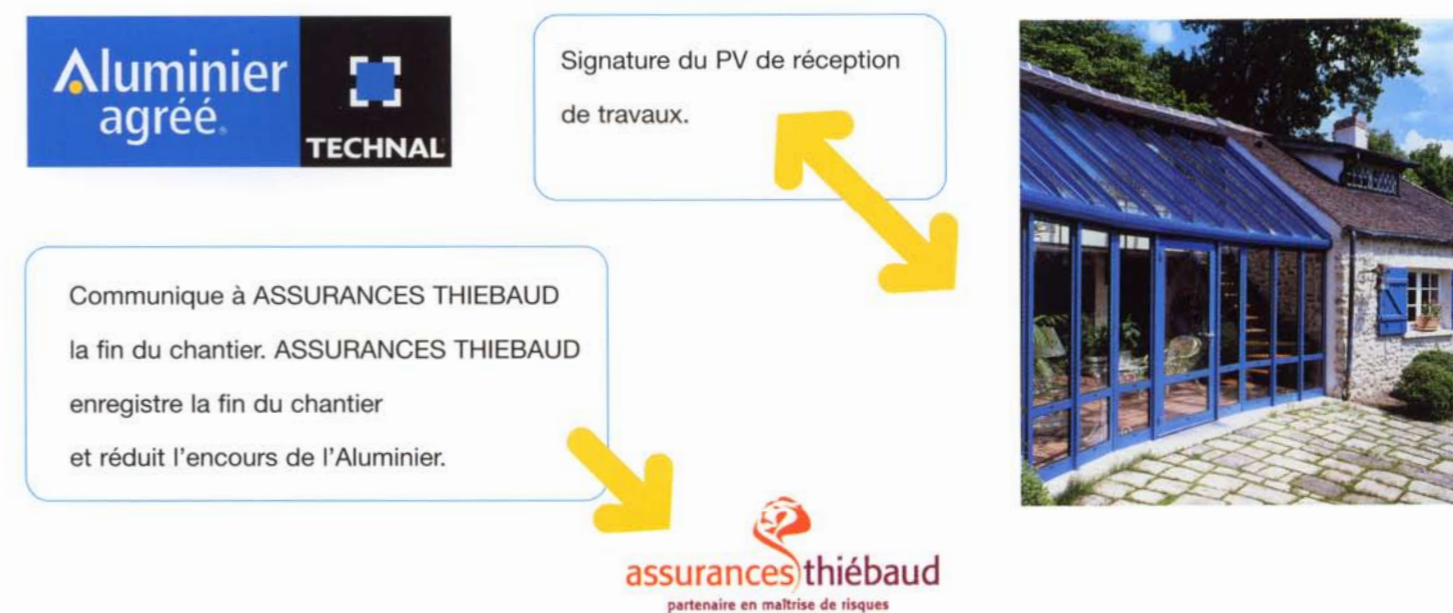 Aluminier
agréé®
TECHNAL
Signature du PV de réception
de travaux.
Communique à ASSURANCES THIEBAUD
la fin du chantier. ASSURANCES THIEBAUD
enregistre la fin du chantier
et réduit l'encours de l'Aluminier.
assurances thiébaud
partenaire en maîtrise de risques